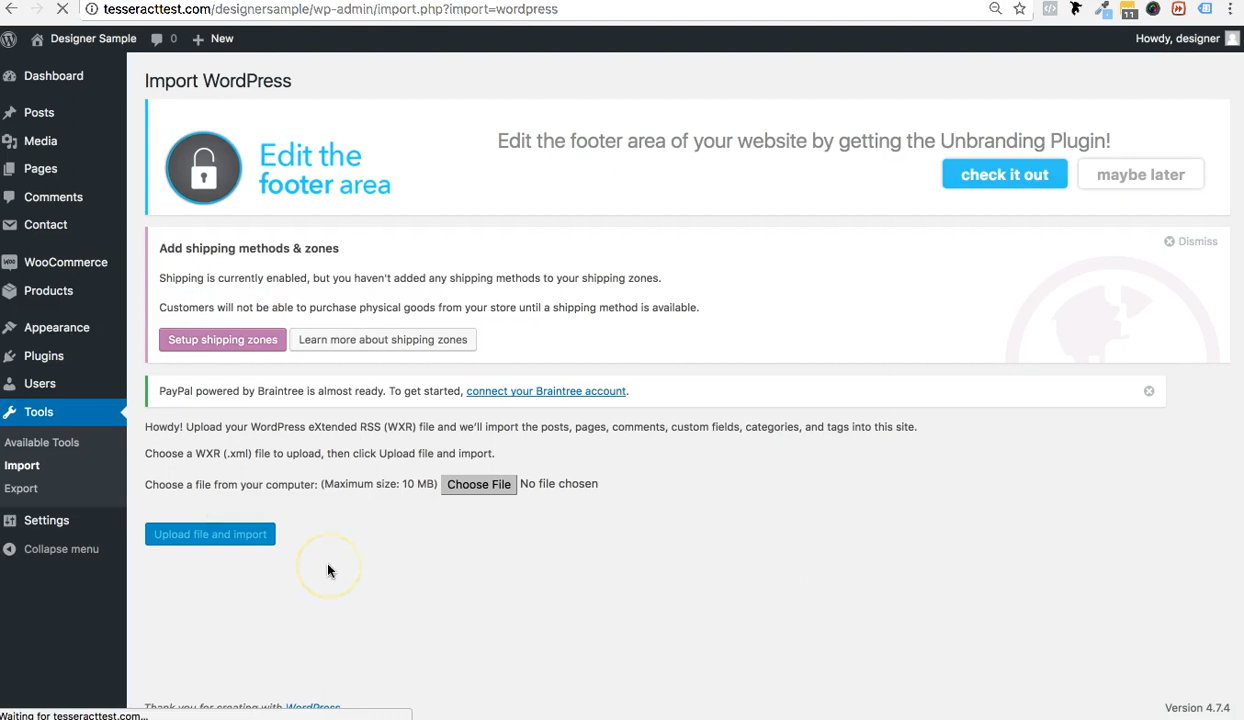 tesseracttest.com/designersample/wp-admin/import.php?import=wordpress
11
Designer Sample 0 New Howdy, designer
Dashboard
Posts
Media
Pages
Comments
Contact
WooCommerce
Products
Appearance
Plugins
Users
Tools
Available Tools
Import
Export
Settings
Collapse menu
Import WordPress
Edit the
footer area
Edit the footer area of your website by getting the Unbranding Plugin!
check it out maybe later
Add shipping methods & zones Dismiss
Shipping is currently enabled, but you haven't added any shipping methods to your shipping zones.
Customers will not be able to purchase physical goods from your store until a shipping method is available.
Setup shipping zones Learn more about shipping zones
PayPal powered by Braintree is almost ready. To get started, connect your Braintree account.
Howdy! Upload your WordPress eXtended RSS (WXR) file and we'll import the posts, pages, comments, custom fields, categories, and tags into this site.
Choose a WXR (.xml) file to upload, then click Upload file and import.
Choose a file from your computer: (Maximum size: 10 MB) Choose File No file chosen
Upload file and import
Thank you for creating with WordPress. Version 4.7.4
Waiting for tesseracttest.com...